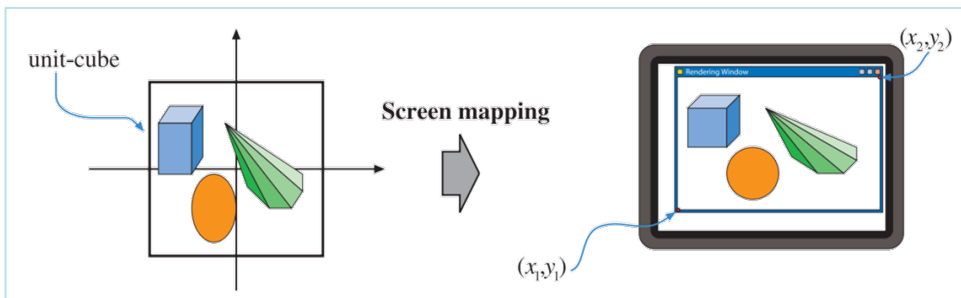 unit-cube
Screen mapping
(x₂,y₂)
Rendering Window
(x₁,y₁)